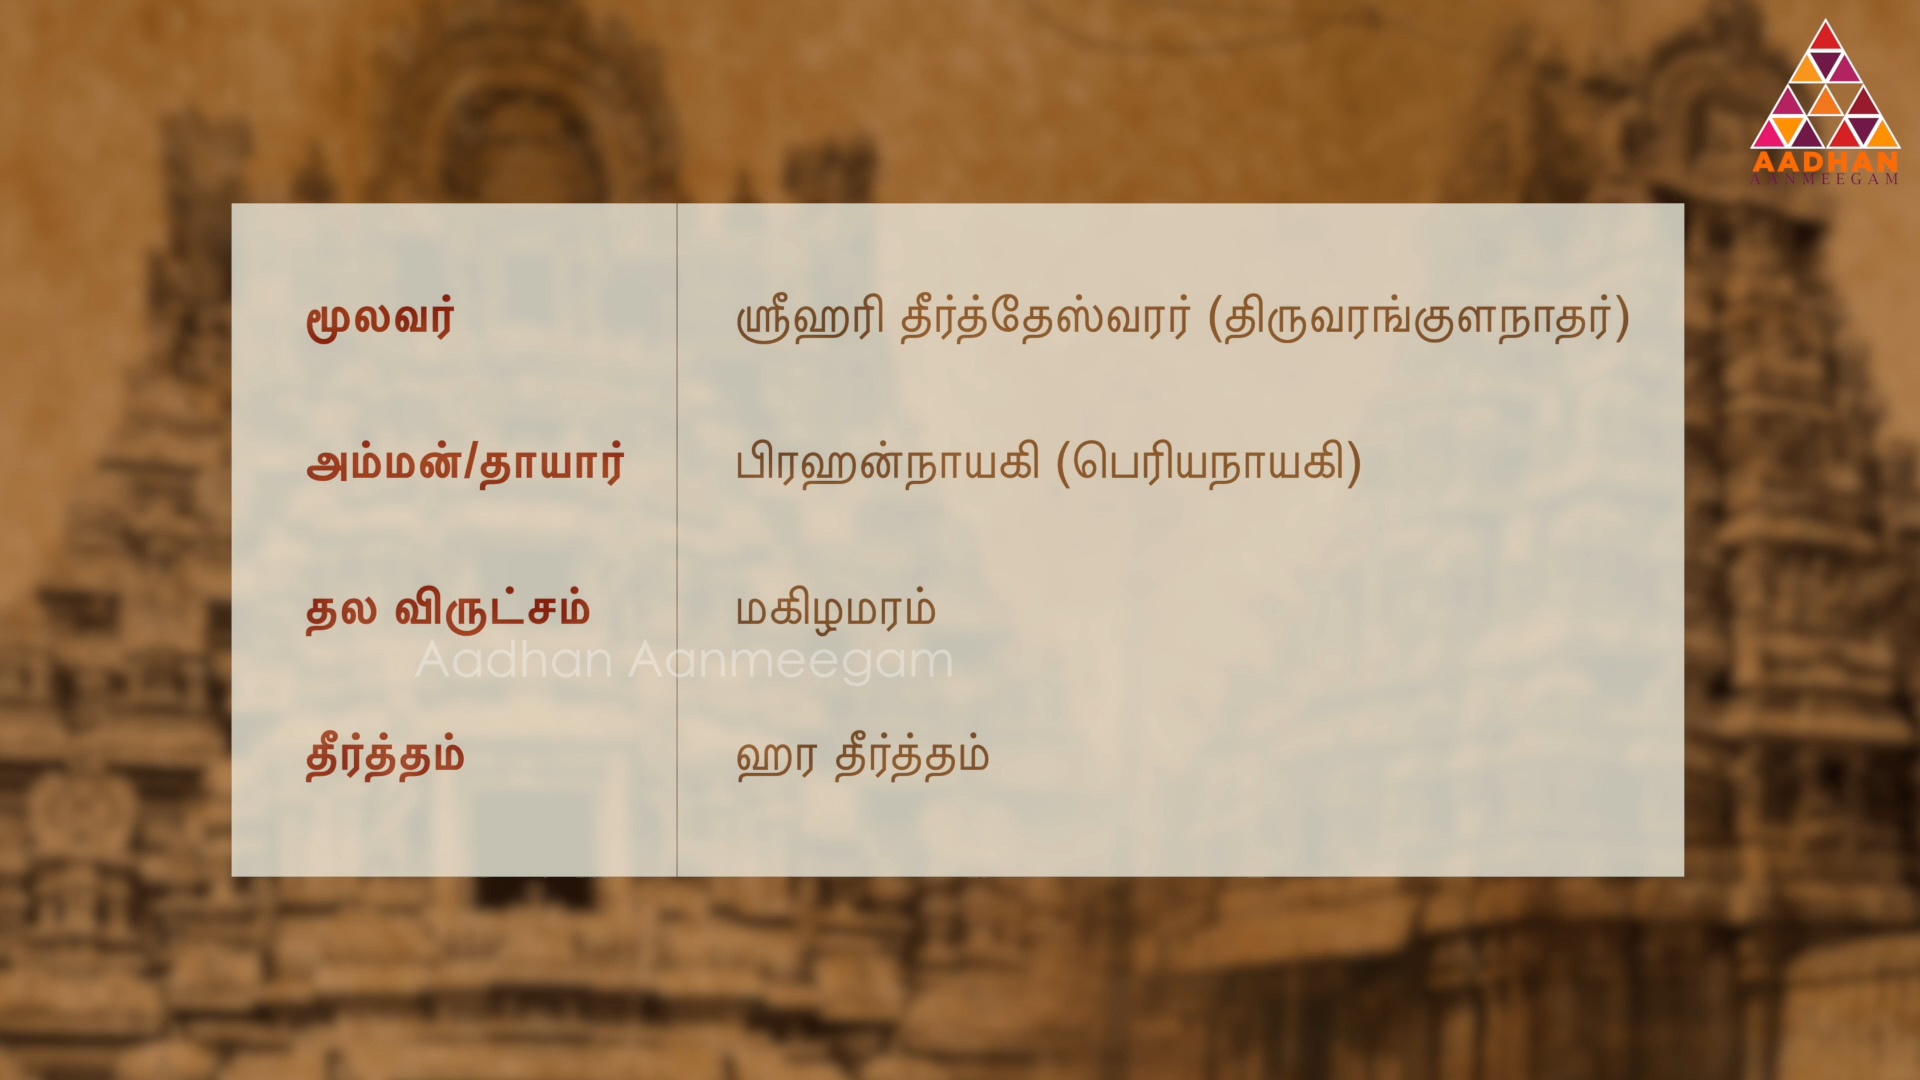 AADHAN
AANMEEGAM
மூலவர் ஸ்ரீஹரி தீர்த்தேஸ்வரர் (திருவரங்குளநாதர்)
அம்மன்/தாயார் பிரஹன்நாயகி (பெரியநாயகி)
தல விருட்சம் மகிழமரம்
Aadhan Aanmeegam
தீர்த்தம் ஹர தீர்த்தம்